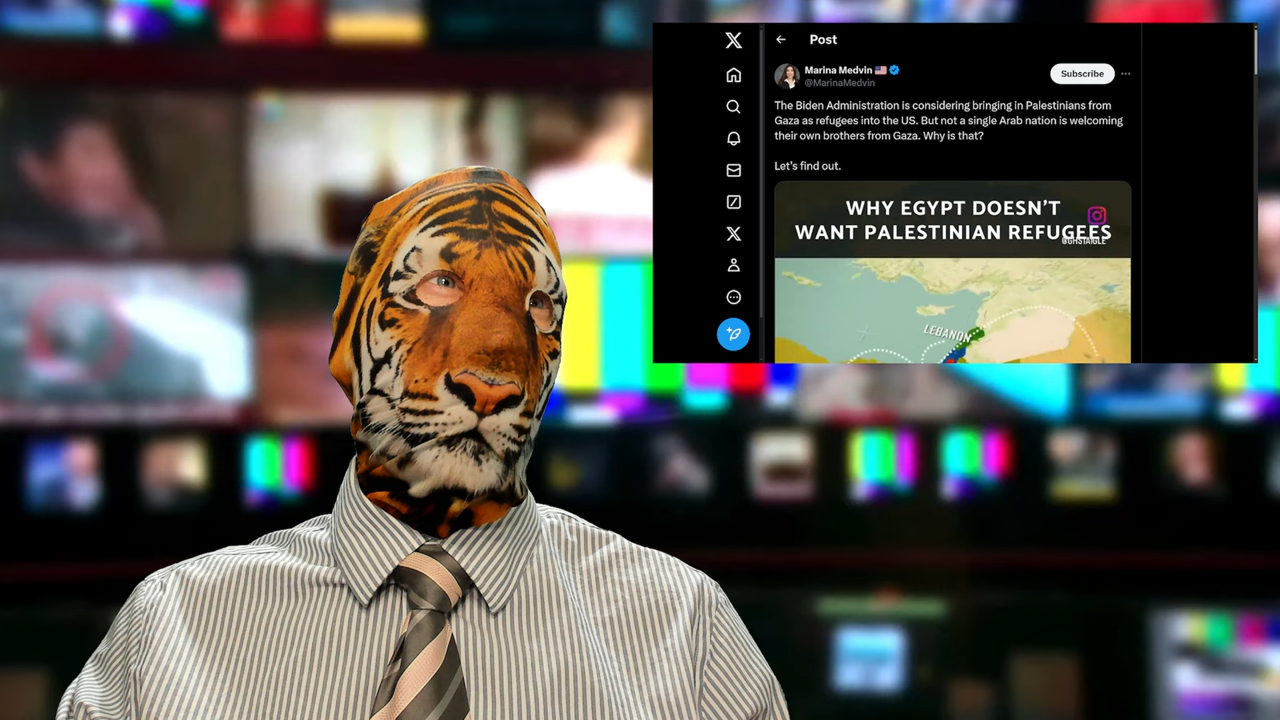 Post
Marina Medvin 🇺🇸
@MarinaMedvin
Subscribe
The Biden Administration is considering bringing in Palestinians from
Gaza as refugees into the US. But not a single Arab nation is welcoming
their own brothers from Gaza. Why is that?
Let's find out.
WHY EGYPT DOESN'T
WANT PALESTINIAN REFUGEES
@GHSTAIGLE
LEBANON